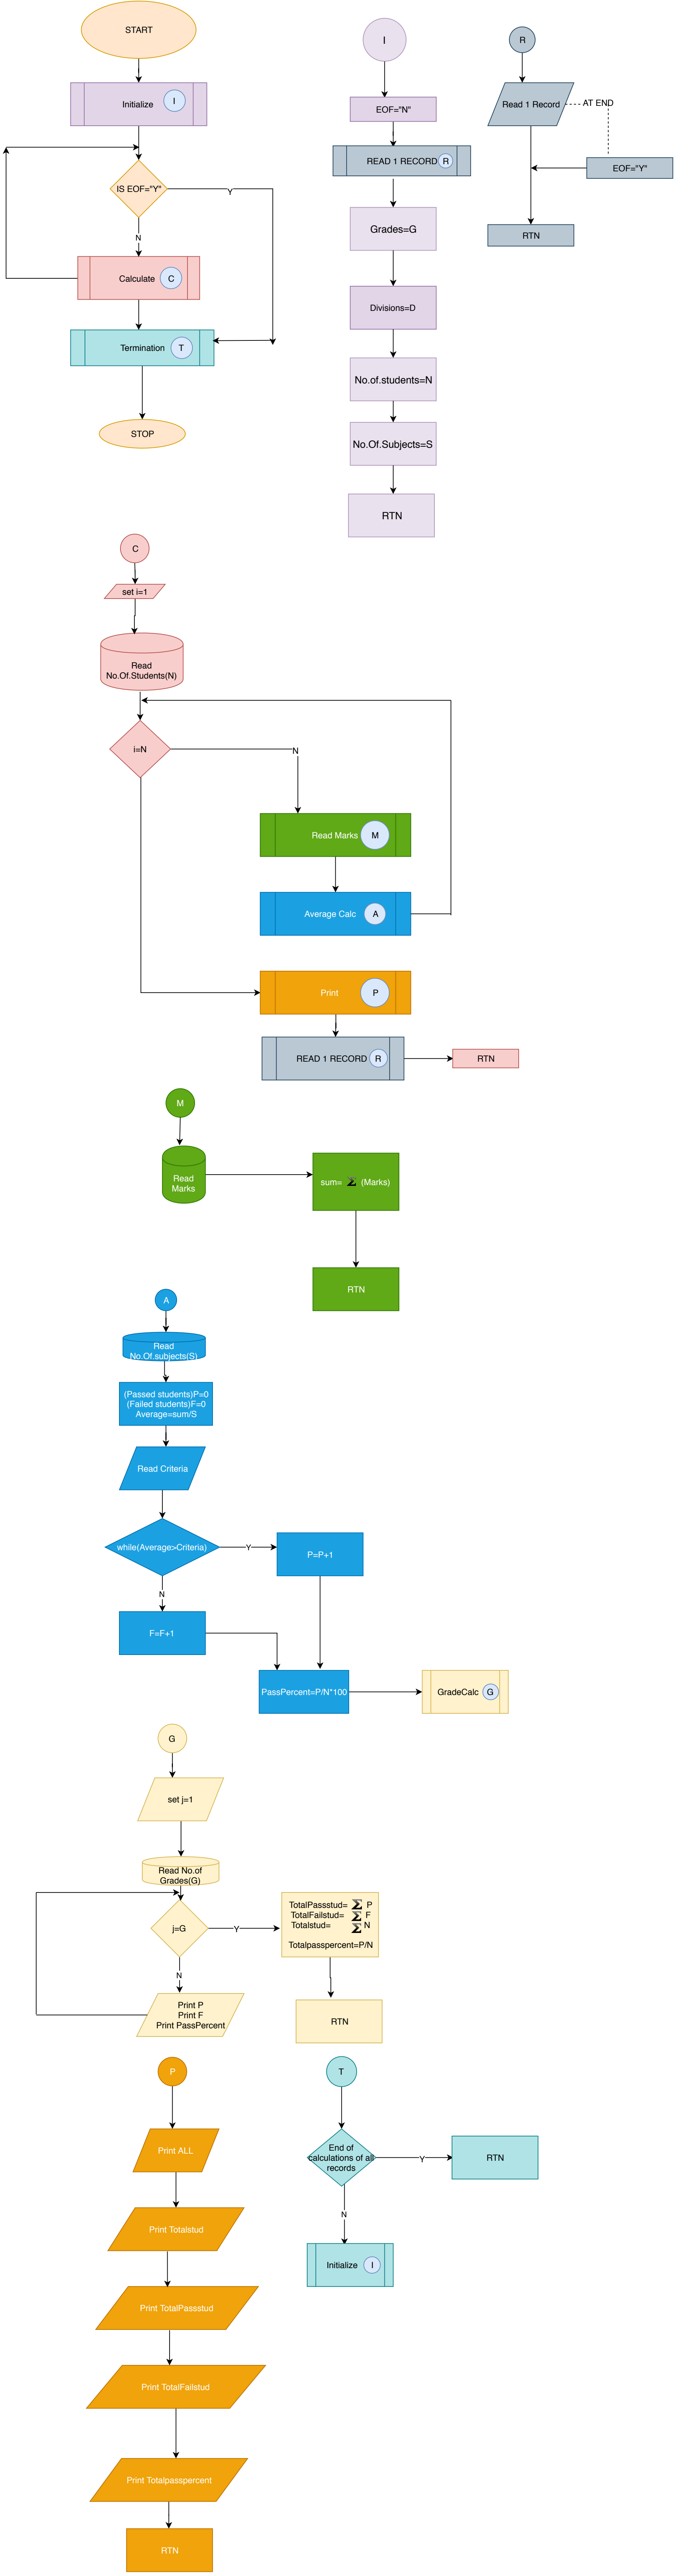 START
Initialize
I
IS EOF="Y"
Y
N
Calculate
C
Termination
T
STOP
I
EOF="N"
READ 1 RECORD
R
Grades=G
Divisions=D
No.of.students=N
No.Of.Subjects=S
RTN
R
Read 1 Record
AT END
EOF="Y"
RTN
C
set i=1
Read
No.Of.Students(N)
i=N
N
Read Marks
M
Average Calc
A
Print
P
READ 1 RECORD
R
RTN
M
Read
Marks
sum= Σ (Marks)
RTN
A
Read
No.Of.subjects(S)
(Passed students)P=0
(Failed students)F=0
Average=sum/S
Read Criteria
while(Average>Criteria)
Y
P=P+1
N
F=F+1
PassPercent=P/N*100
GradeCalc
G
G
set j=1
Read No.of
Grades(G)
j=G
Y
TotalPassstud= Σ P
TotalFailstud= Σ F
Totalstud= Σ N
Totalpasspercent=P/N
N
Print P
Print F
Print PassPercent
RTN
P
Print ALL
Print Totalstud
Print TotalPassstud
Print TotalFailstud
Print Totalpasspercent
RTN
T
End of
calculations of all
records
Y
RTN
N
Initialize
I